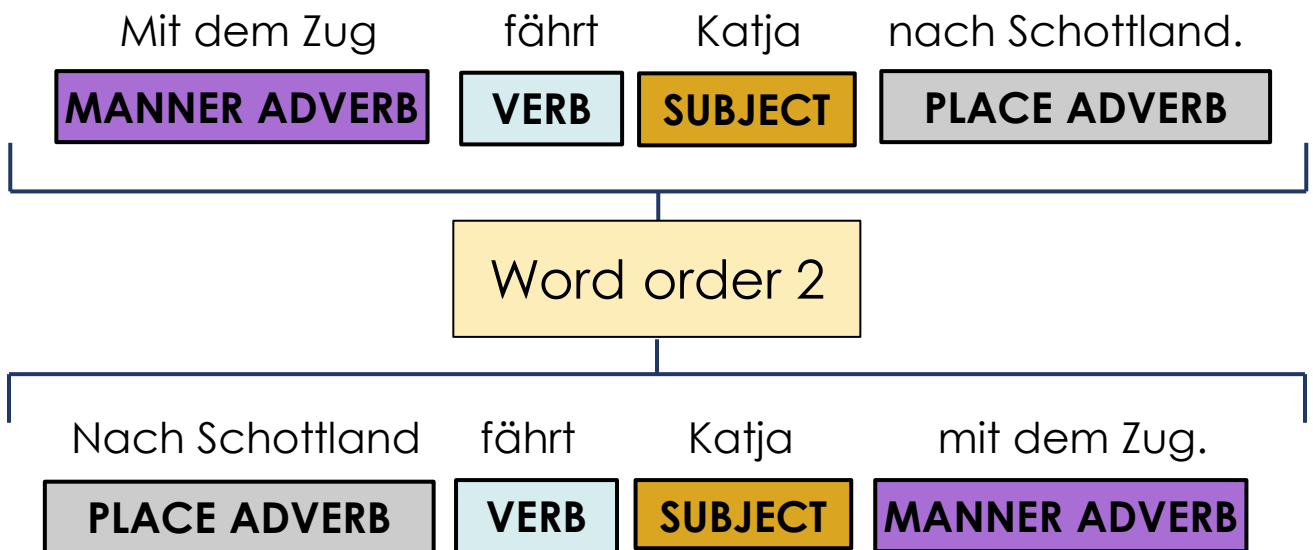 Mit dem Zug fährt Katja nach Schottland.
MANNER ADVERB VERB SUBJECT PLACE ADVERB
Word order 2
Nach Schottland fährt Katja mit dem Zug.
PLACE ADVERB VERB SUBJECT MANNER ADVERB